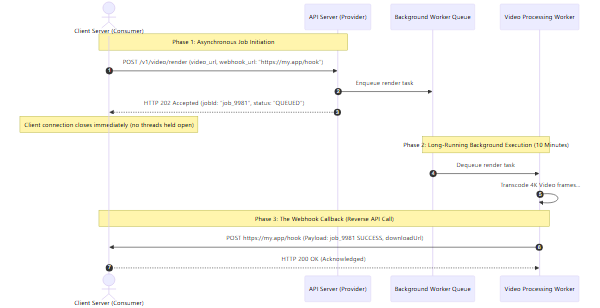 API Server (Provider)
Background Worker Queue
Video Processing Worker
Client Server (Consumer)
Phase 1: Asynchronous Job Initiation
POST /v1/video/render (video_url, webhook_url: "https://my.app/hook")
1
Enqueue render task
2
HTTP 202 Accepted (jobId: "job_9981", status: "QUEUED")
3
Client connection closes immediately (no threads held open)
Phase 2: Long-Running Background Execution (10 Minutes)
Dequeue render task
4
Transcode 4K Video frames...
5
Phase 3: The Webhook Callback (Reverse API Call)
POST https://my.app/hook (Payload: job_9981 SUCCESS, downloadUrl)
6
HTTP 200 OK (Acknowledged)
7
API Server (Provider)
Background Worker Queue
Video Processing Worker
Client Server (Consumer)